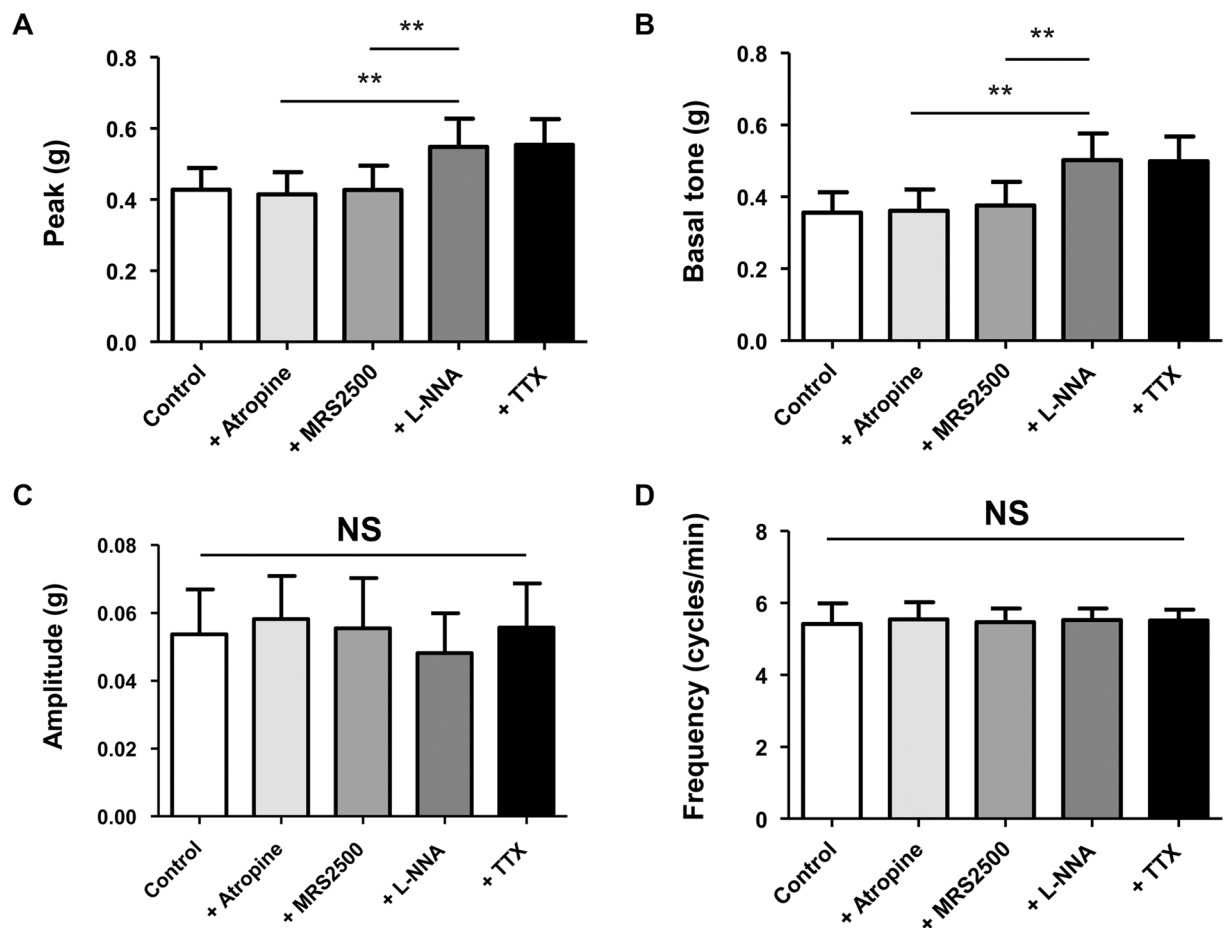 A
**
**
Peak (g)
0.8
0.6
0.4
0.2
0.0
Control
+ Atropine
+ MRS2500
+ L-NNA
+ TTX
B
**
**
Basal tone (g)
0.8
0.6
0.4
0.2
0.0
Control
+ Atropine
+ MRS2500
+ L-NNA
+ TTX
C
NS
Amplitude (g)
0.08
0.06
0.04
0.02
0.00
Control
+ Atropine
+ MRS2500
+ L-NNA
+ TTX
D
NS
Frequency (cycles/min)
8
6
4
2
0
Control
+ Atropine
+ MRS2500
+ L-NNA
+ TTX